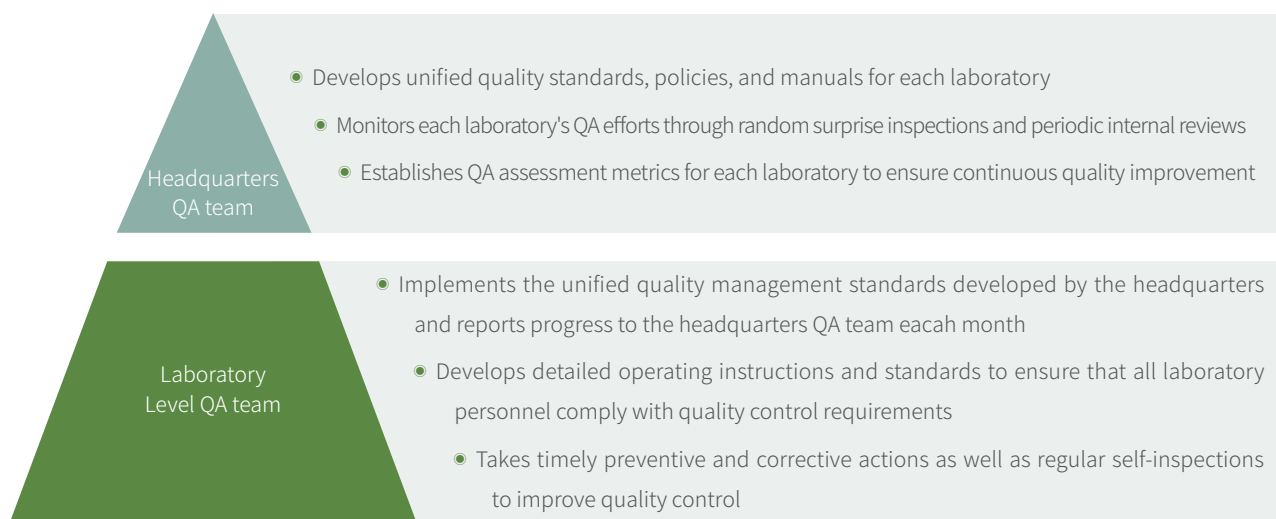 Headquarters
QA team
Develops unified quality standards, policies, and manuals for each laboratory
Monitors each laboratory's QA efforts through random surprise inspections and periodic internal reviews
Establishes QA assessment metrics for each laboratory to ensure continuous quality improvement
Laboratory
Level QA team
Implements the unified quality management standards developed by the headquarters
and reports progress to the headquarters QA team eacah month
Develops detailed operating instructions and standards to ensure that all laboratory
personnel comply with quality control requirements
Takes timely preventive and corrective actions as well as regular self-inspections
to improve quality control